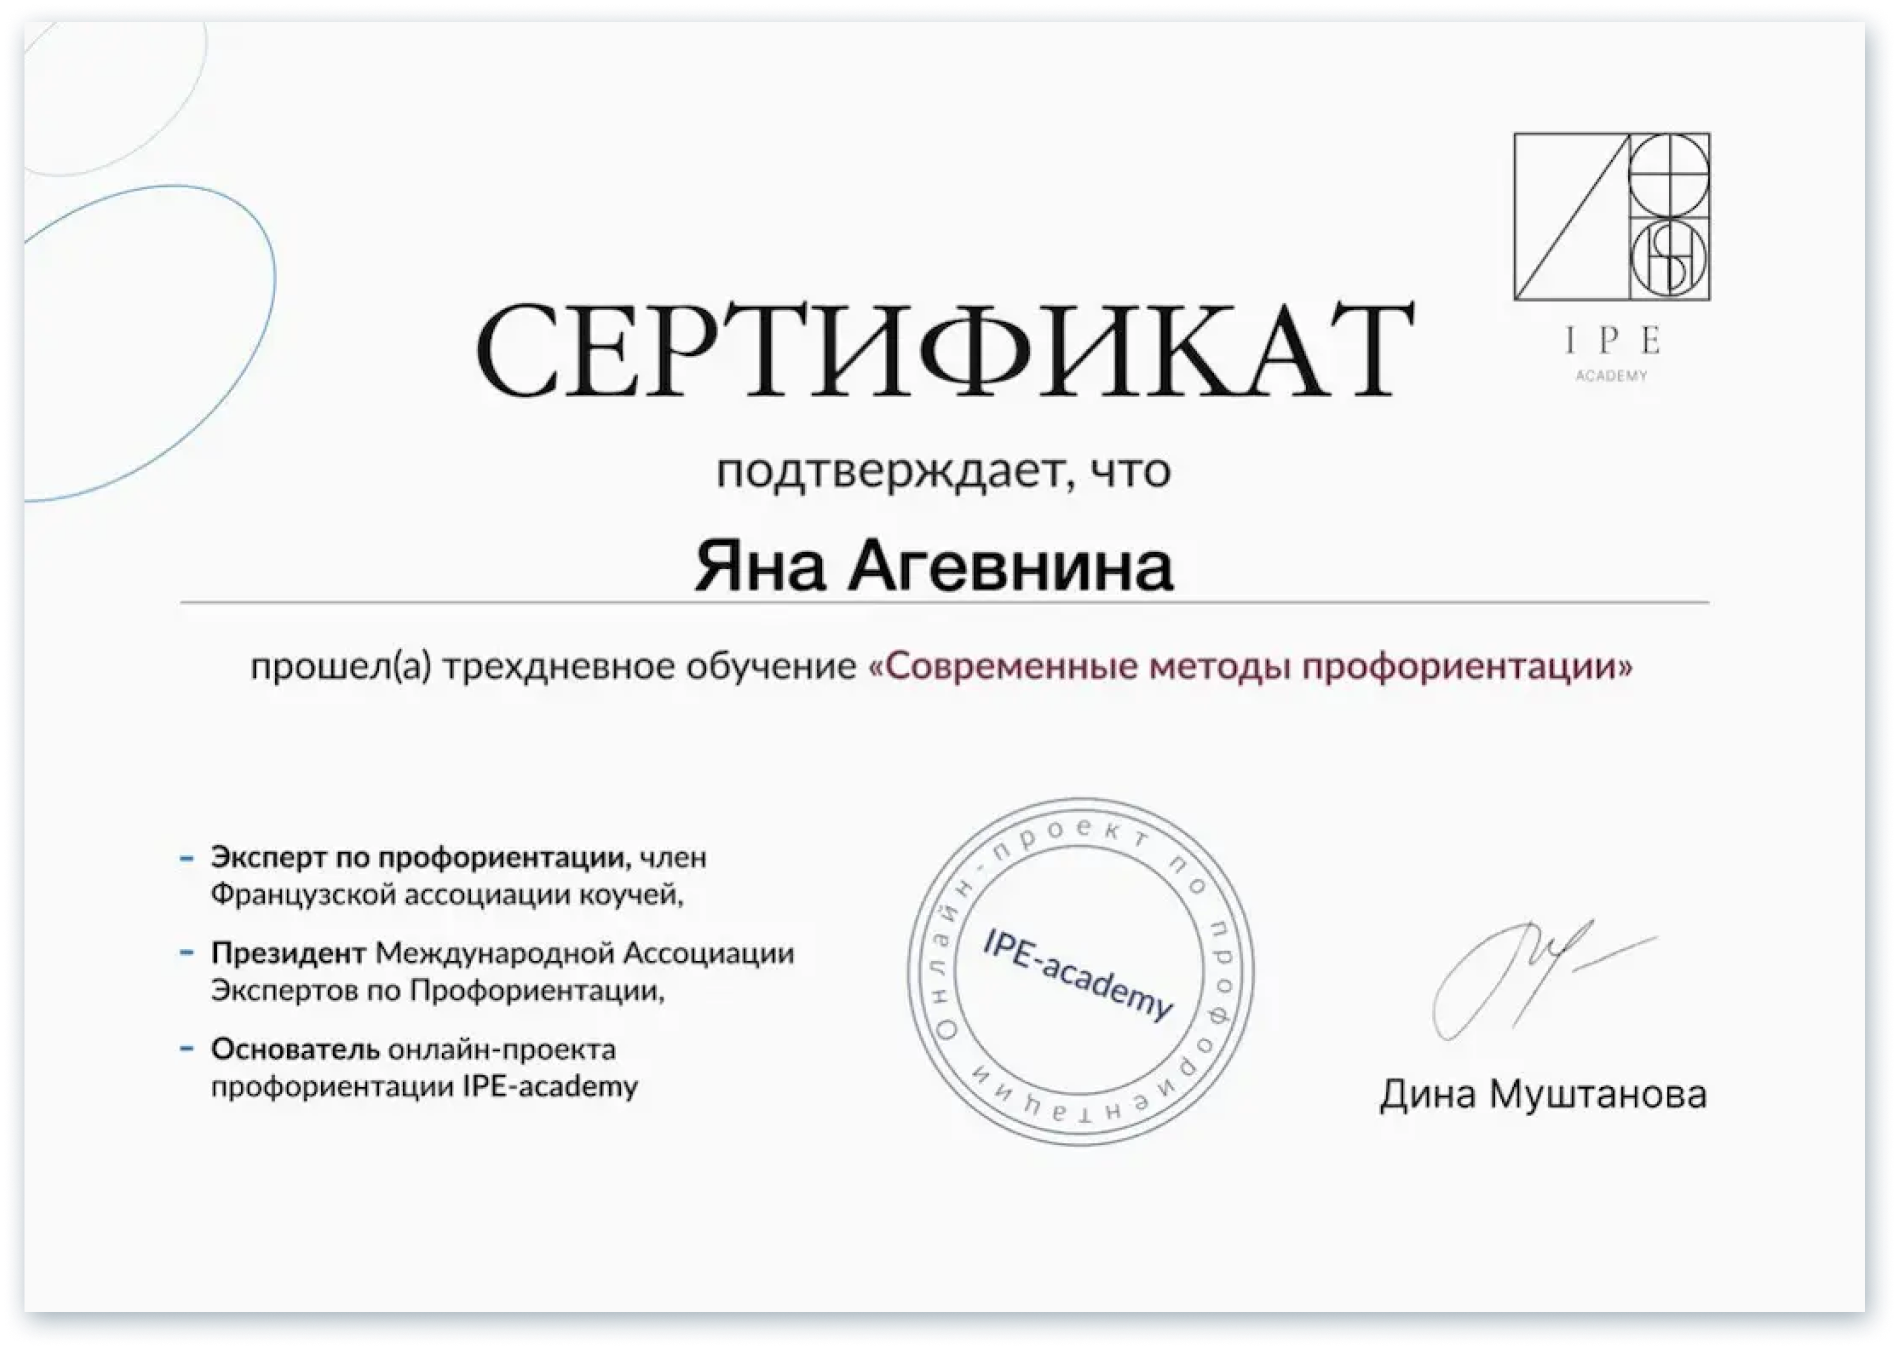 IPE
ACADEMY
СЕРТИФИКАТ
подтверждает, что
Яна Агевнина
прошел(а) трехдневное обучение «Современные методы профориентации»
– Эксперт по профориентации, член
Французской ассоциации коучей,
– Президент Международной Ассоциации
Экспертов по Профориентации,
– Основатель онлайн-проекта
профориентации IPE-academy
Онлайн-проект по профориентации
IPE-academy
Дина Муштанова